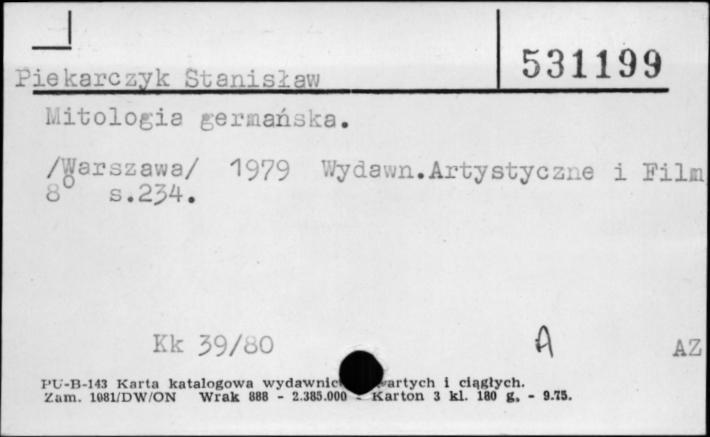 531199
Piekarczyk Stanisław
Mitologia germańska.
/Warszawa/ 1979 Wydawn.Artystyczne i Film
8° s.234.
Kk 39/80 A AZ
PU-B-143 Karta katalogowa wydawnic artych i ciągłych.
Zam. 1081/DW/ON Wrak 888 - 2.385.000 - Karton 3 kl. 180 g. - 9.75.